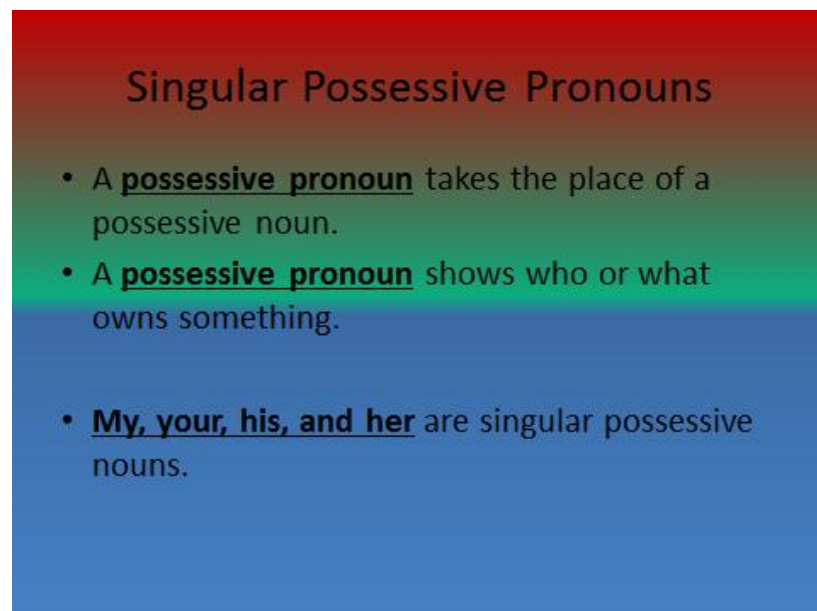 Singular Possessive Pronouns
• A possessive pronoun takes the place of a
possessive noun.
• A possessive pronoun shows who or what
owns something.
• My, your, his, and her are singular possessive
nouns.